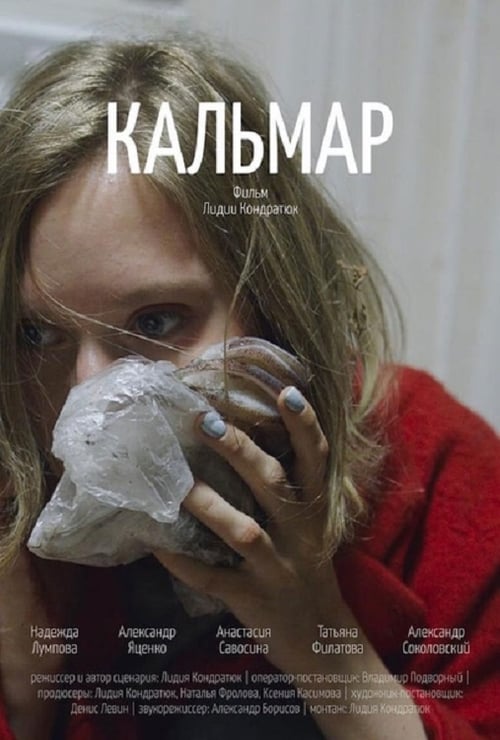 КАЛЬМАР
Фильм
Лидии Кондратюк
Надежда Лумпова
Александр Яценко
Анастасия Савосина
Татьяна Филатова
Александр Соколовский
режиссер и автор сценария: Лидия Кондратюк | оператор-постановщик: Владимир Подворный |
продюсеры: Лидия Кондратюк, Наталья Фролова, Ксения Касимова | художник-постановщик:
Денис Левин | звукорежиссер: Александр Борисов | монтаж: Лидия Кондратюк